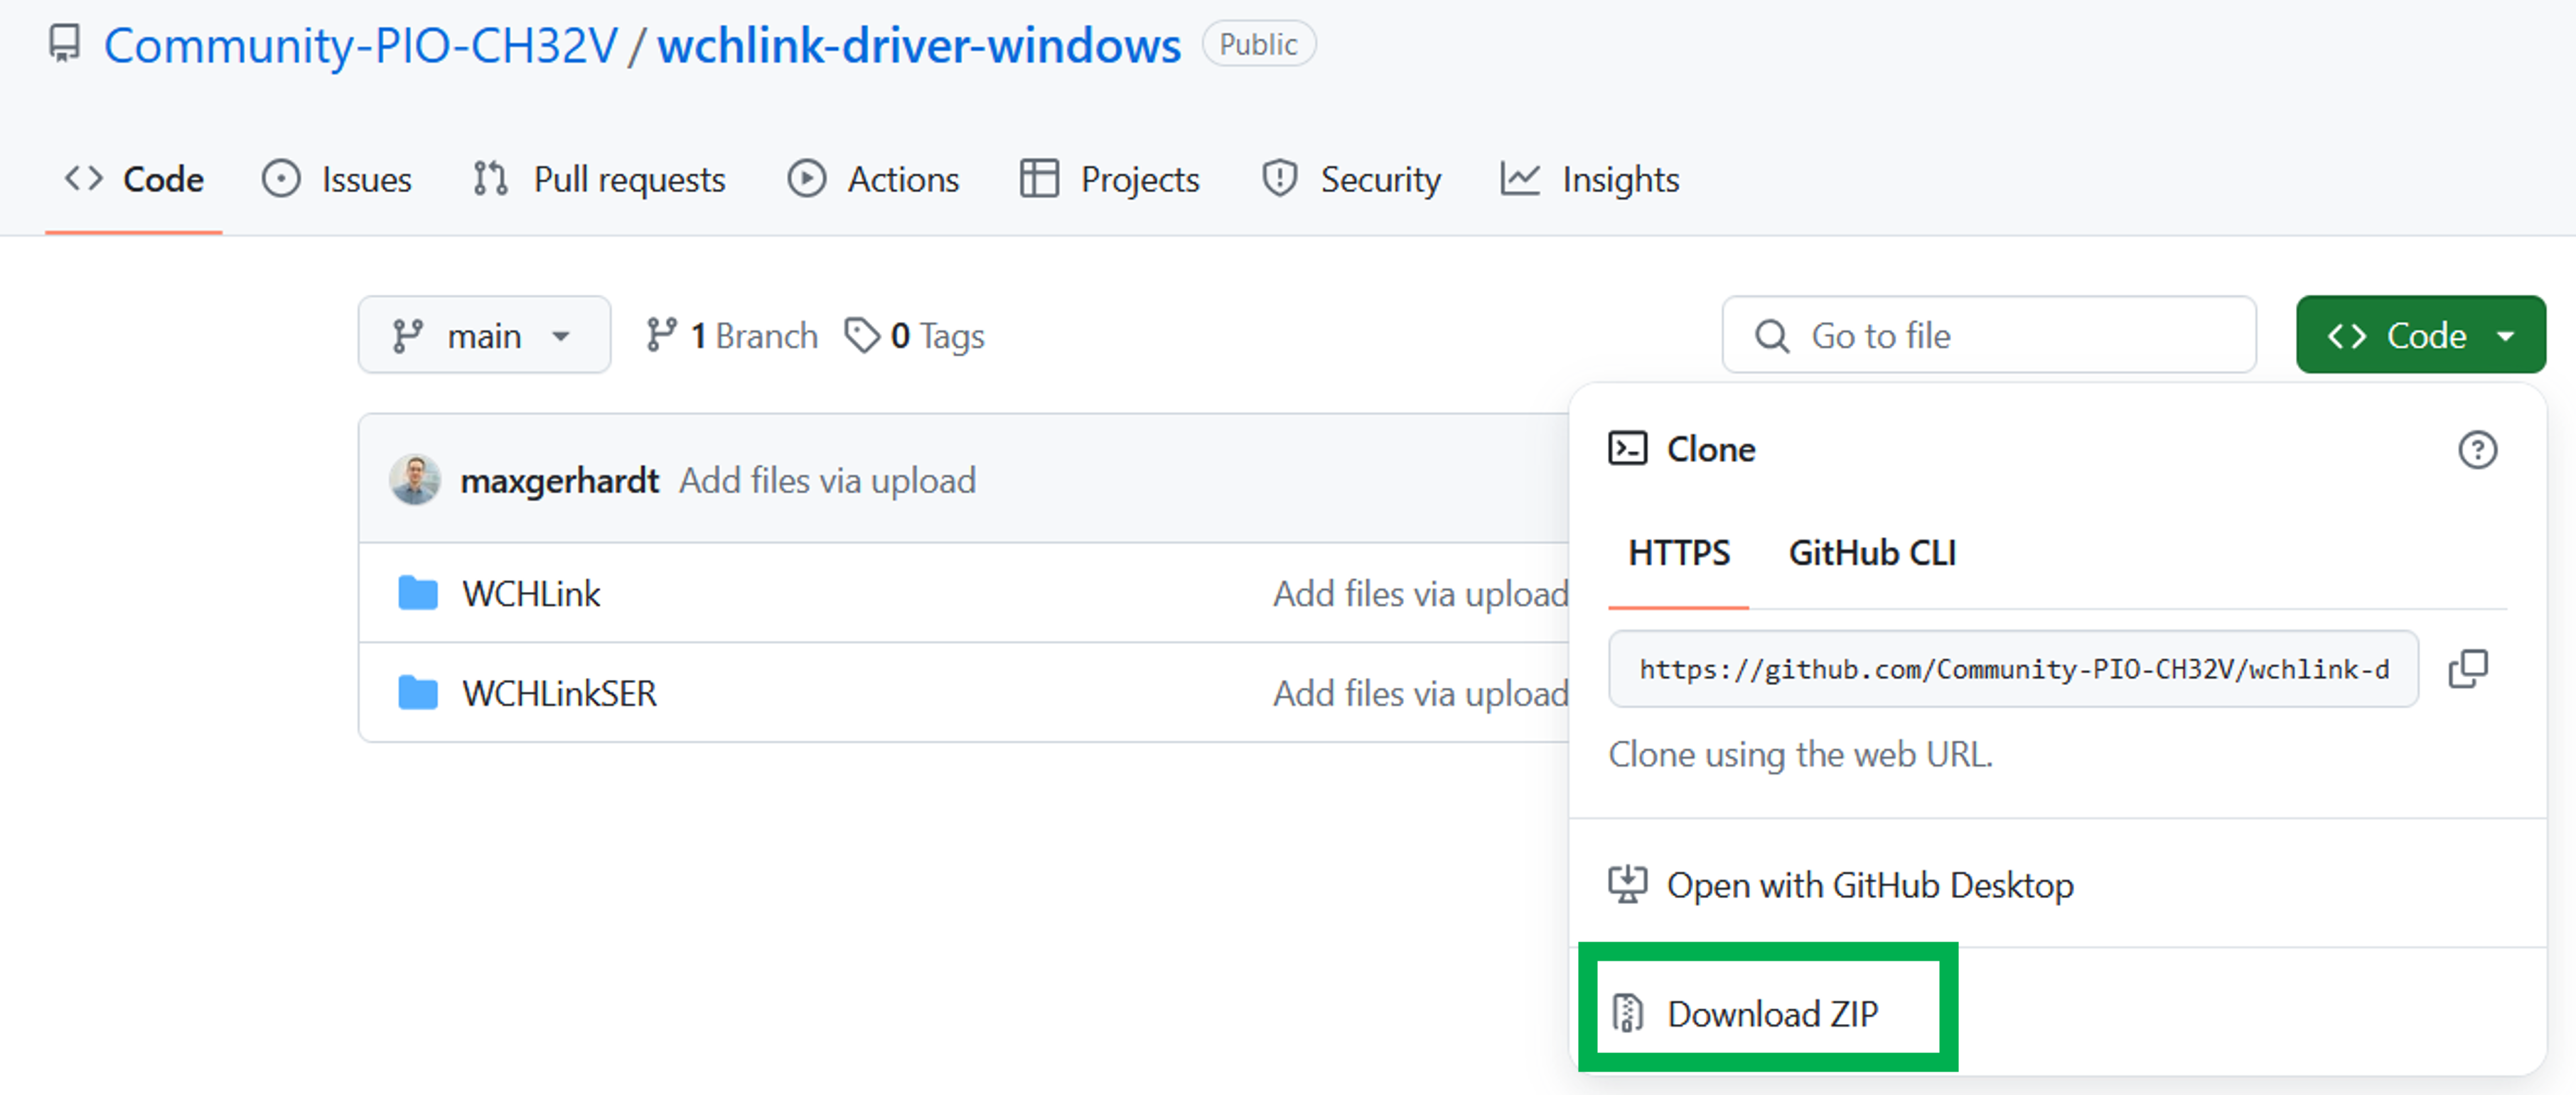 Community-PIO-CH32V / wchlink-driver-windows Public
Code Issues Pull requests Actions Projects Security Insights
main 1 Branch 0 Tags Go to file Code
maxgerhardt Add files via upload
WCHLink Add files via upload
WCHLinkSER Add files via upload
Clone
HTTPS GitHub CLI
https://github.com/Community-PIO-CH32V/wchlink-d
Clone using the web URL.
Open with GitHub Desktop
Download ZIP